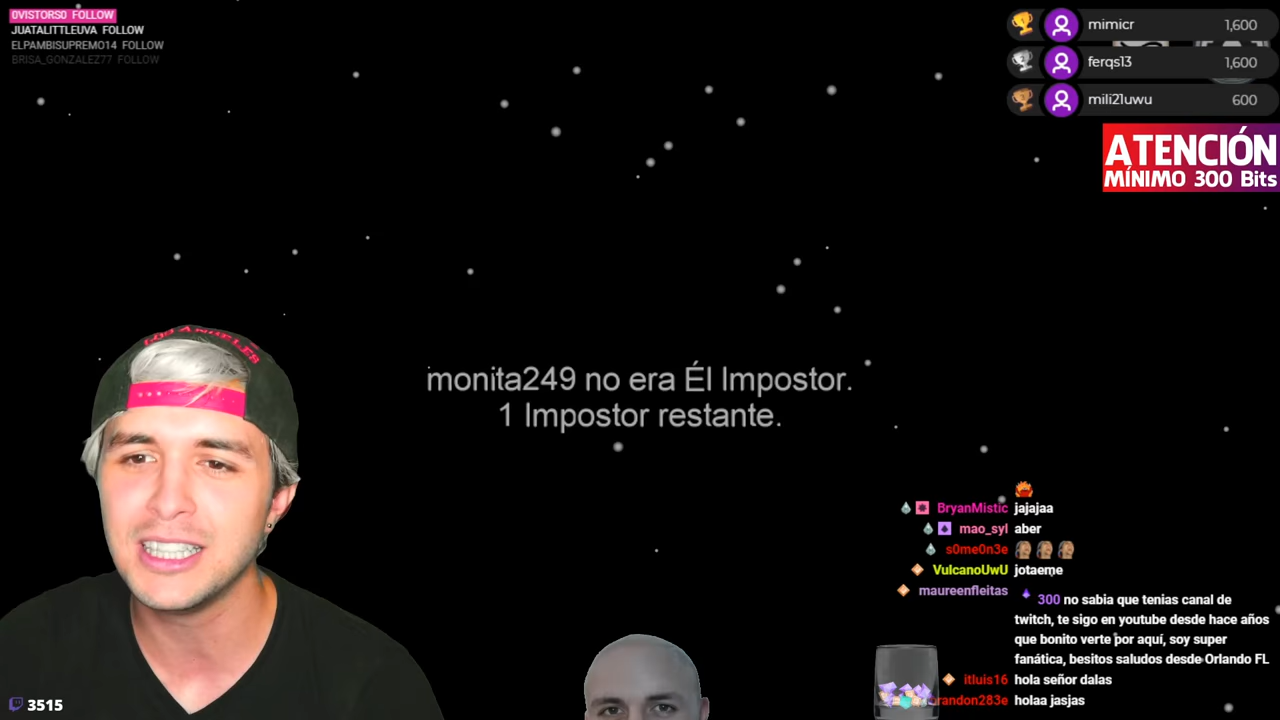 0VISTORS0 FOLLOW
JUATALITTLEUVA FOLLOW
ELPAMBISUPREMO14 FOLLOW
BRISA_GONZALEZ77 FOLLOW
mimicr 1,600
ferqs13 1,600
mili21uwu 600
ATENCIÓN
MÍNIMO 300 Bits
LOS ANGELES
monita249 no era Él Impostor.
1 Impostor restante.
BryanMistic jajajaa
mao_syl aber
s0me0n3e
VulcanoUwU jotaeme
maureenfleitas 300 no sabia que tenias canal de
twitch, te sigo en youtube desde hace años
que bonito verte por aquí, soy super
fanática, besitos saludos desde Orlando FL
itluis16 hola señor dalas
brandon283e holaa jasjas
3515